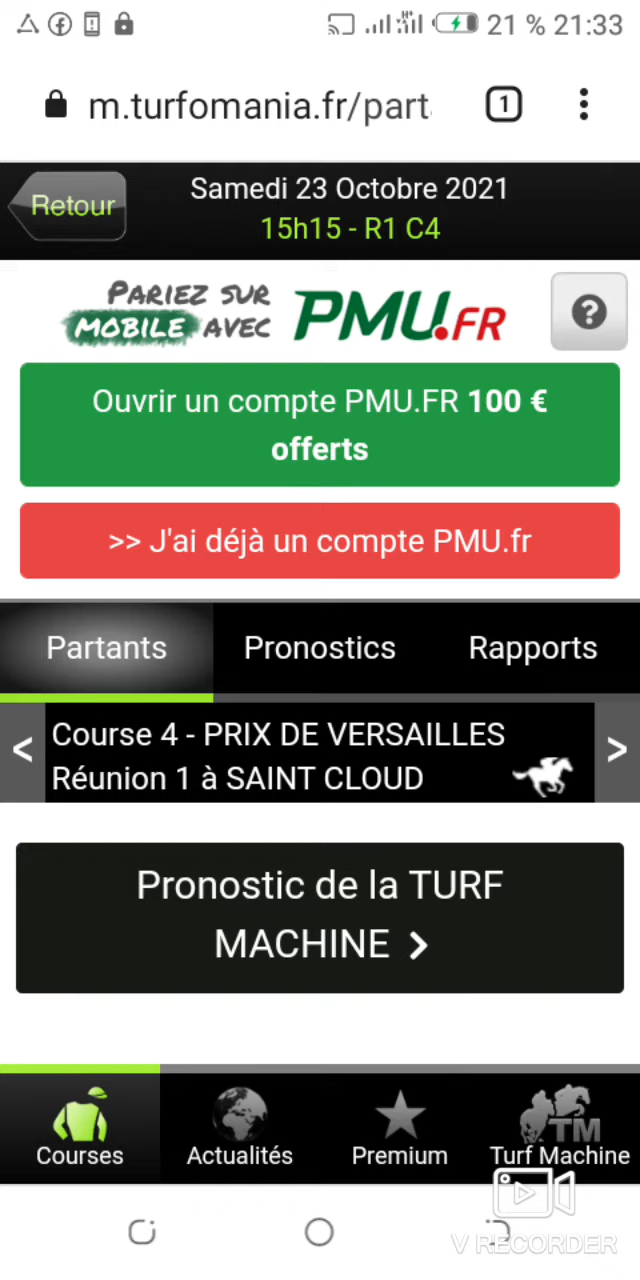 21 % 21:33
m.turfomania.fr/part
1
Retour
Samedi 23 Octobre 2021
15h15 - R1 C4
PARIEZ SUR
MOBILE AVEC
PMU.FR
?
Ouvrir un compte PMU.FR 100 €
offerts
>> J'ai déjà un compte PMU.fr
Partants
Pronostics
Rapports
<
Course 4 - PRIX DE VERSAILLES
Réunion 1 à SAINT CLOUD
>
Pronostic de la TURF
MACHINE >
Courses
Actualités
Premium
TM
Turf Machine
V RECORDER